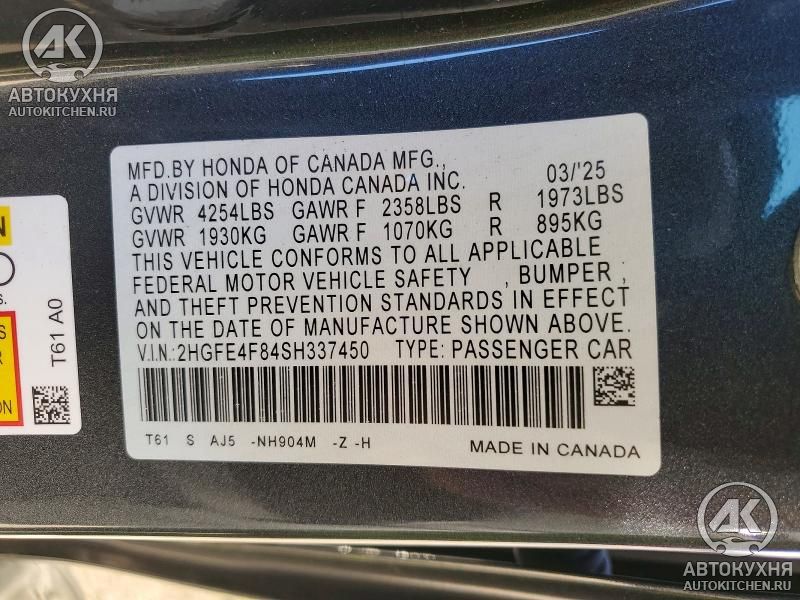 AK
АВТОКУХНЯ
AUTOKITCHEN.RU
MFD.BY HONDA OF CANADA MFG., 03/'25
A DIVISION OF HONDA CANADA INC.
GVWR 4254LBS GAWR F 2358LBS R 1973LBS
GVWR 1930KG GAWR F 1070KG R 895KG
THIS VEHICLE CONFORMS TO ALL APPLICABLE
FEDERAL MOTOR VEHICLE SAFETY , BUMPER ,
AND THEFT PREVENTION STANDARDS IN EFFECT
ON THE DATE OF MANUFACTURE SHOWN ABOVE.
V.I.N.:2HGFE4F84SH337450 TYPE: PASSENGER CAR
T61 S AJ5 -NH904M -Z -H
MADE IN CANADA
T61 A0
AK
АВТОКУХНЯ
AUTOKITCHEN.RU